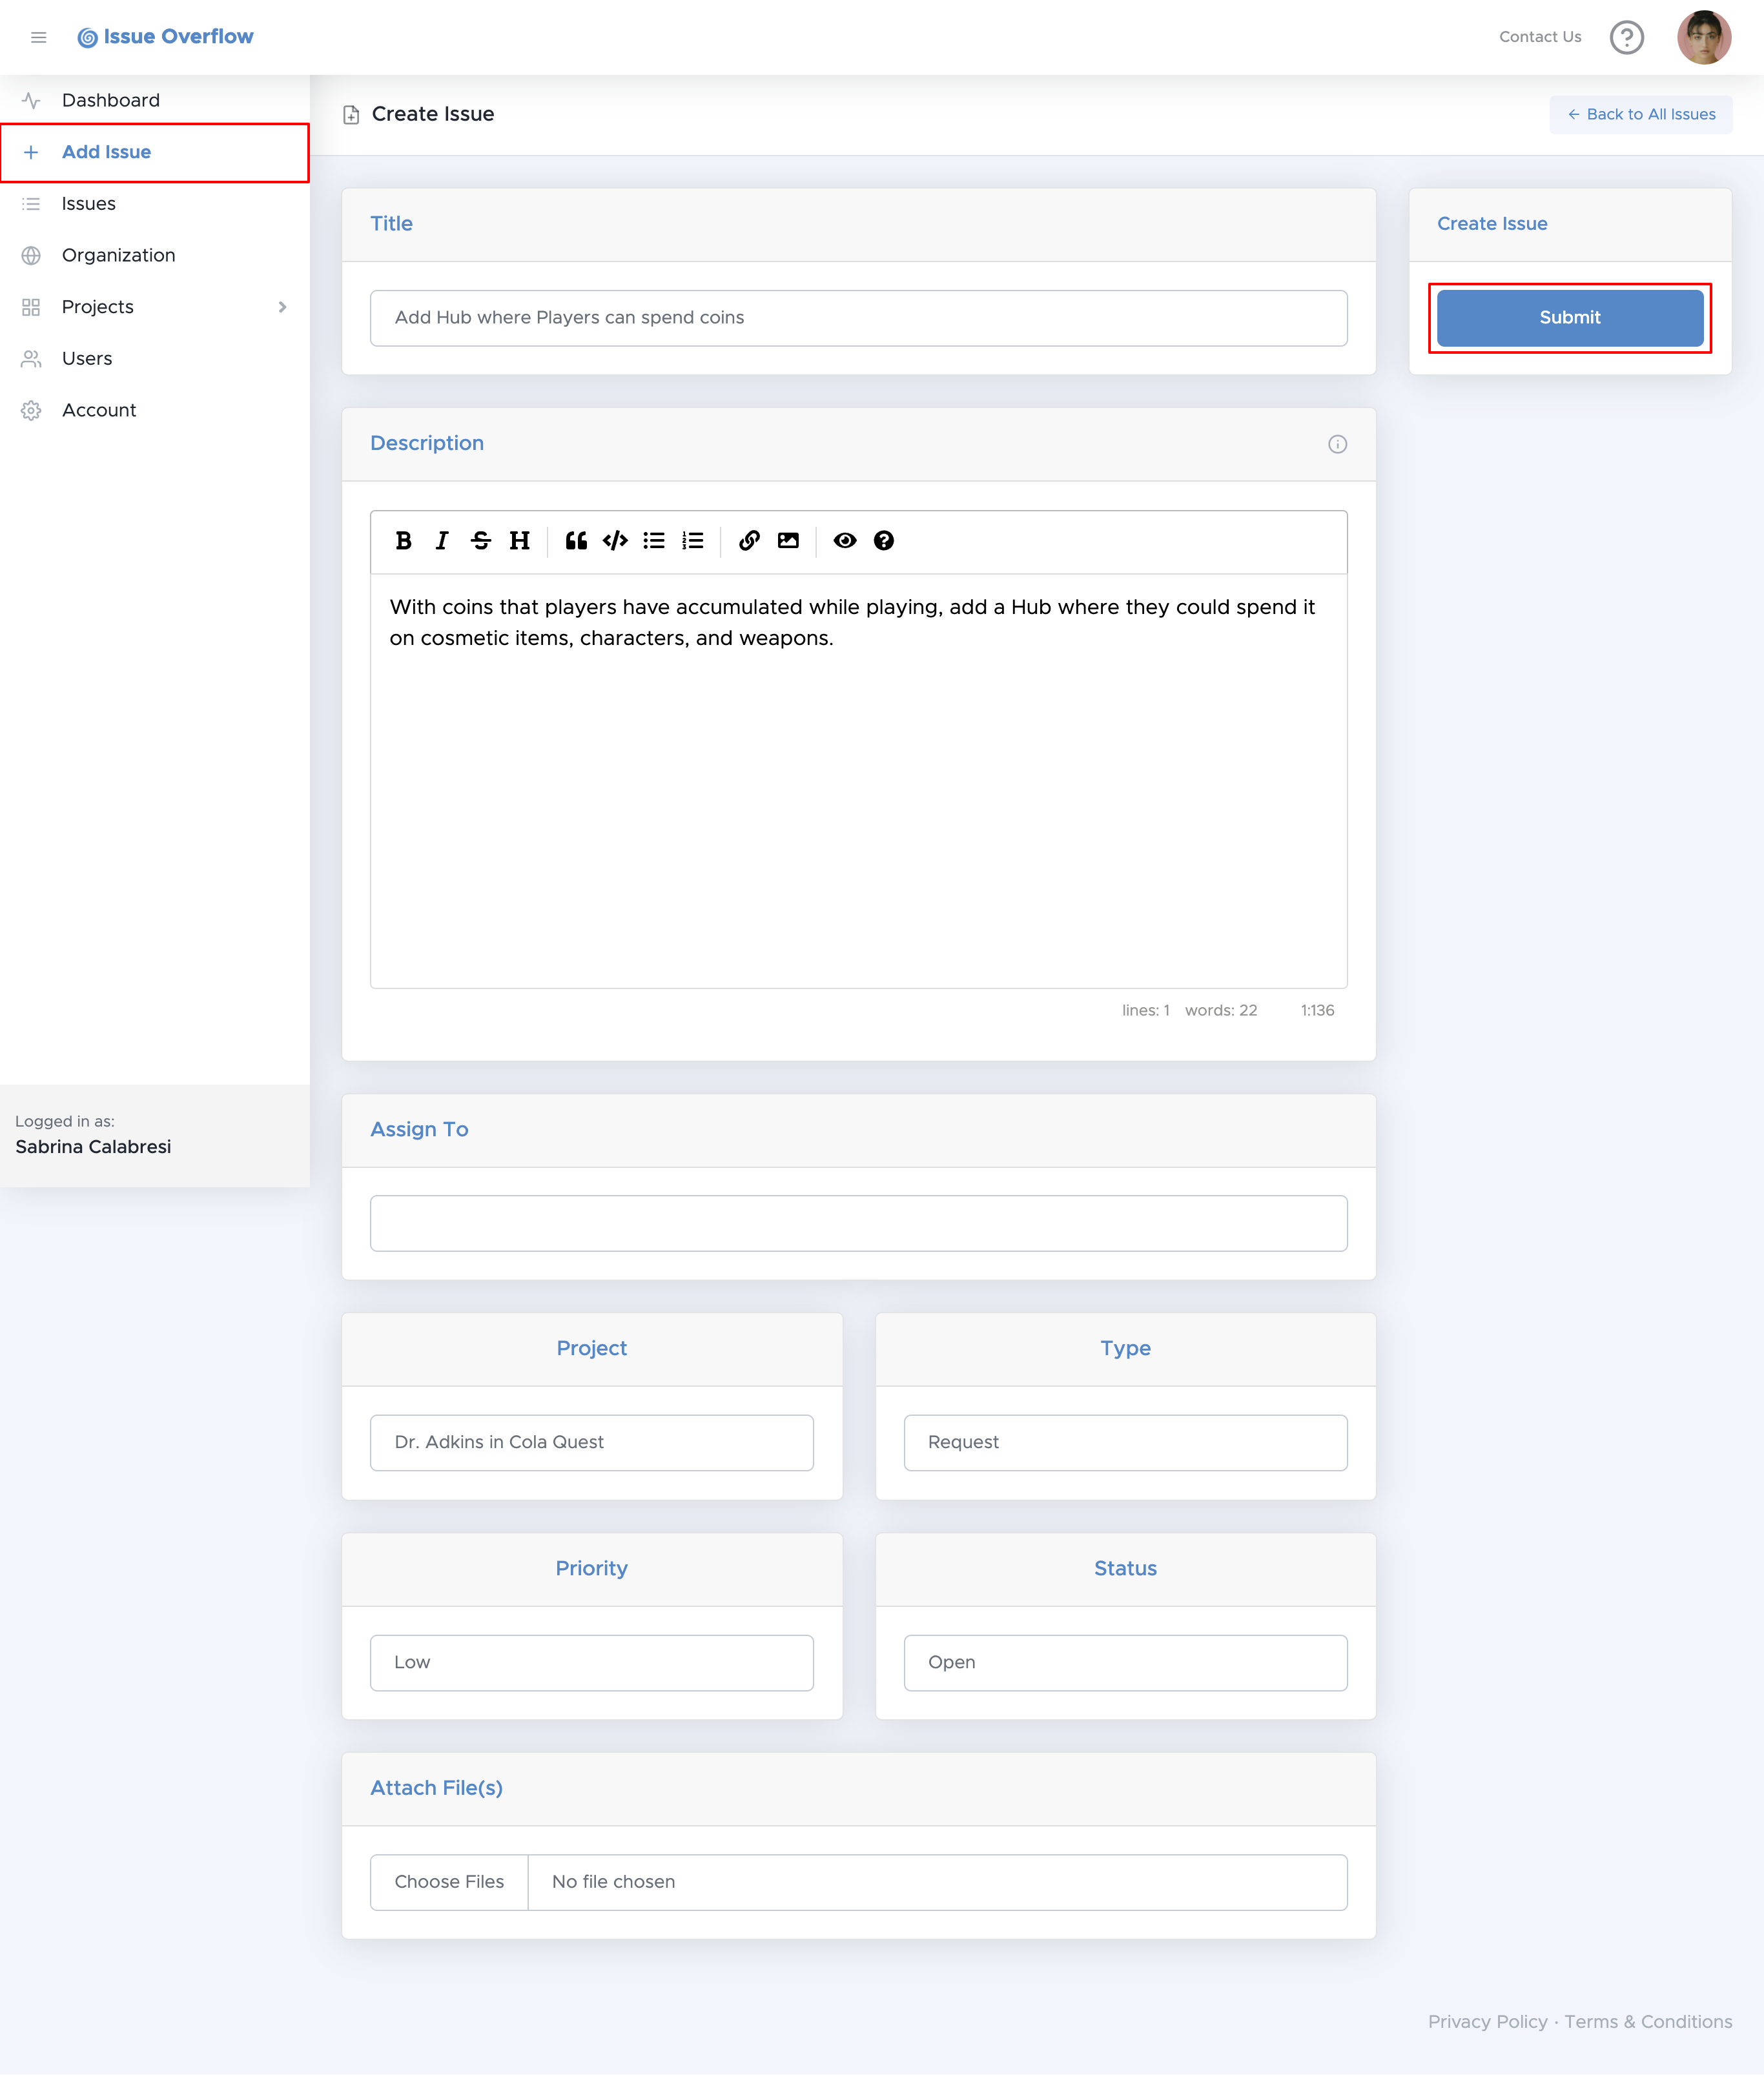 Issue Overflow
Contact Us
Dashboard
Add Issue
Issues
Organization
Projects
Users
Account
Logged in as:
Sabrina Calabresi
Create Issue
← Back to All Issues
Title
Add Hub where Players can spend coins
Create Issue
Submit
Description
With coins that players have accumulated while playing, add a Hub where they could spend it
on cosmetic items, characters, and weapons.
lines: 1 words: 22 1:136
Assign To
Project
Dr. Adkins in Cola Quest
Type
Request
Priority
Low
Status
Open
Attach File(s)
Choose Files No file chosen
Privacy Policy · Terms & Conditions